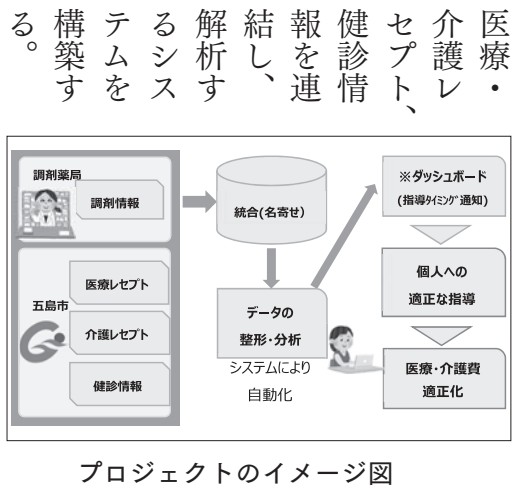 医療・
介護レ
セプト、
健診情
報を連
結し、
解析す
るシス
テムを
構築す
る。
調剤薬局
調剤情報
五島市
医療レセプト
介護レセプト
健診情報
統合(名寄せ)
データの
整形・分析
システムにより
自動化
※ダッシュボード
(指導タイミング通知)
個人への
適正な指導
医療・介護費
適正化
プロジェクトのイメージ図